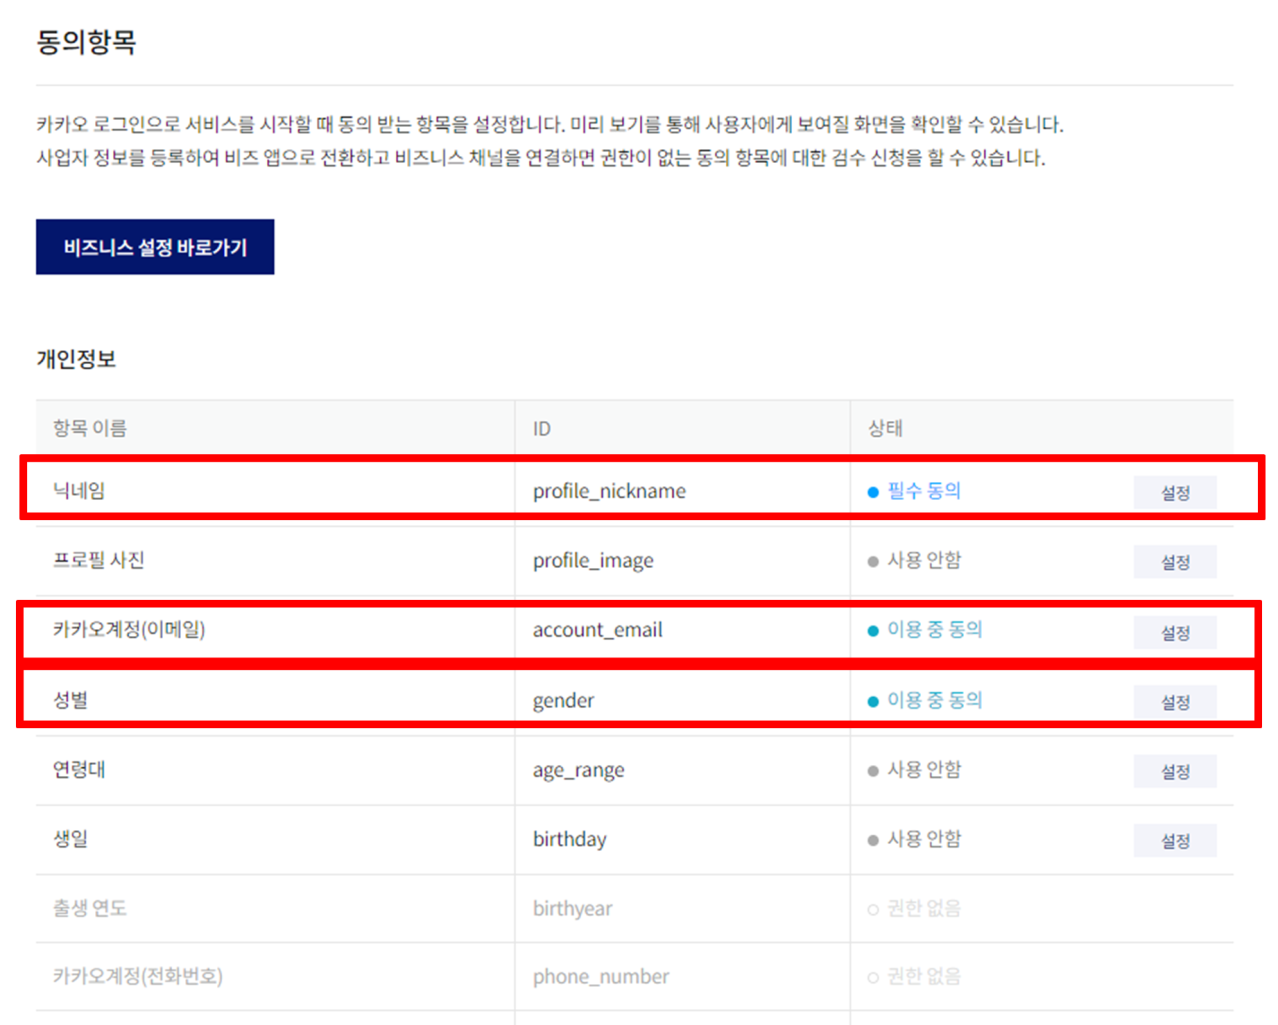 동의항목
카카오 로그인으로 서비스를 시작할 때 동의 받는 항목을 설정합니다. 미리 보기를 통해 사용자에게 보여질 화면을 확인할 수 있습니다.
사업자 정보를 등록하여 비즈 앱으로 전환하고 비즈니스 채널을 연결하면 권한이 없는 동의 항목에 대한 검수 신청을 할 수 있습니다.
비즈니스 설정 바로가기
개인정보
항목 이름 ID 상태
닉네임 profile_nickname 필수 동의 설정
프로필 사진 profile_image 사용 안함 설정
카카오계정(이메일) account_email 이용 중 동의 설정
성별 gender 이용 중 동의 설정
연령대 age_range 사용 안함 설정
생일 birthday 사용 안함 설정
출생 연도 birthyear 권한 없음
카카오계정(전화번호) phone_number 권한 없음